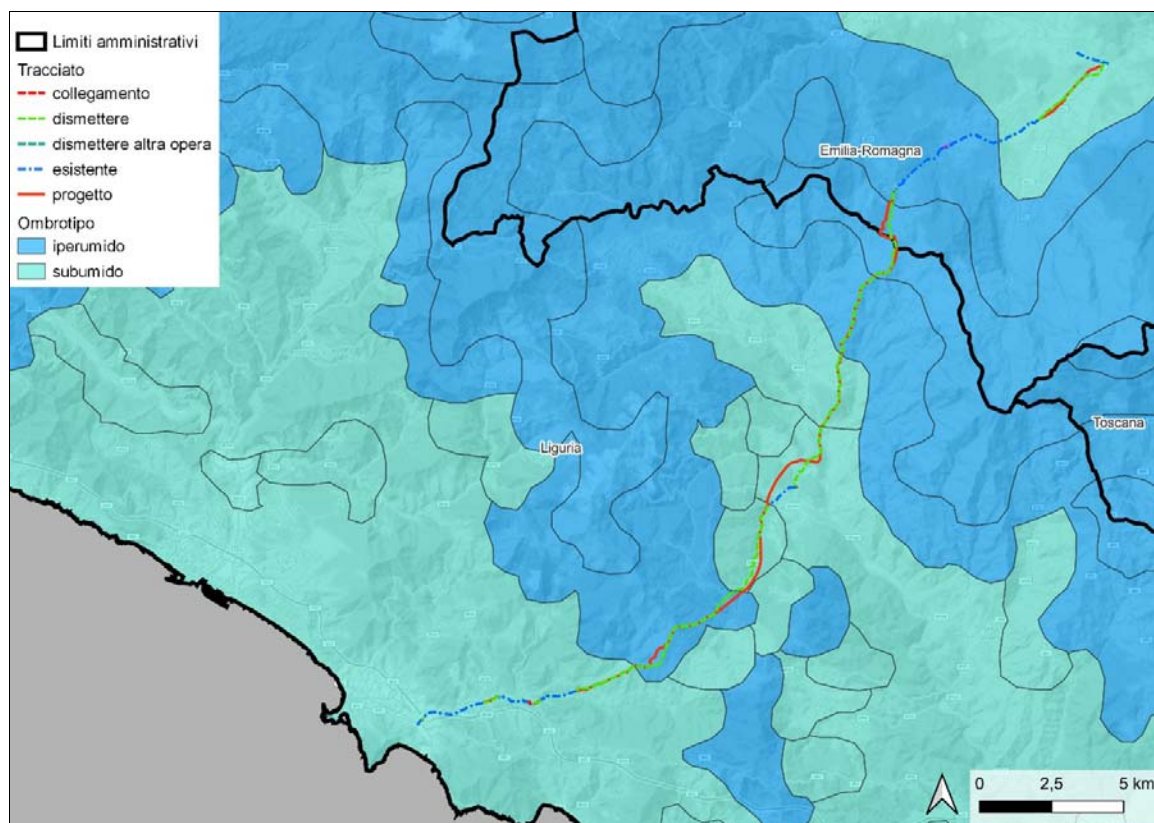 Limiti amministrativi
Tracciato
collegamento
dismettere
dismettere altra opera
esistente
progetto
Ombrotipo
iperumido
subumido
Emilia-Romagna
Toscana
Liguria
0 2,5 5 km